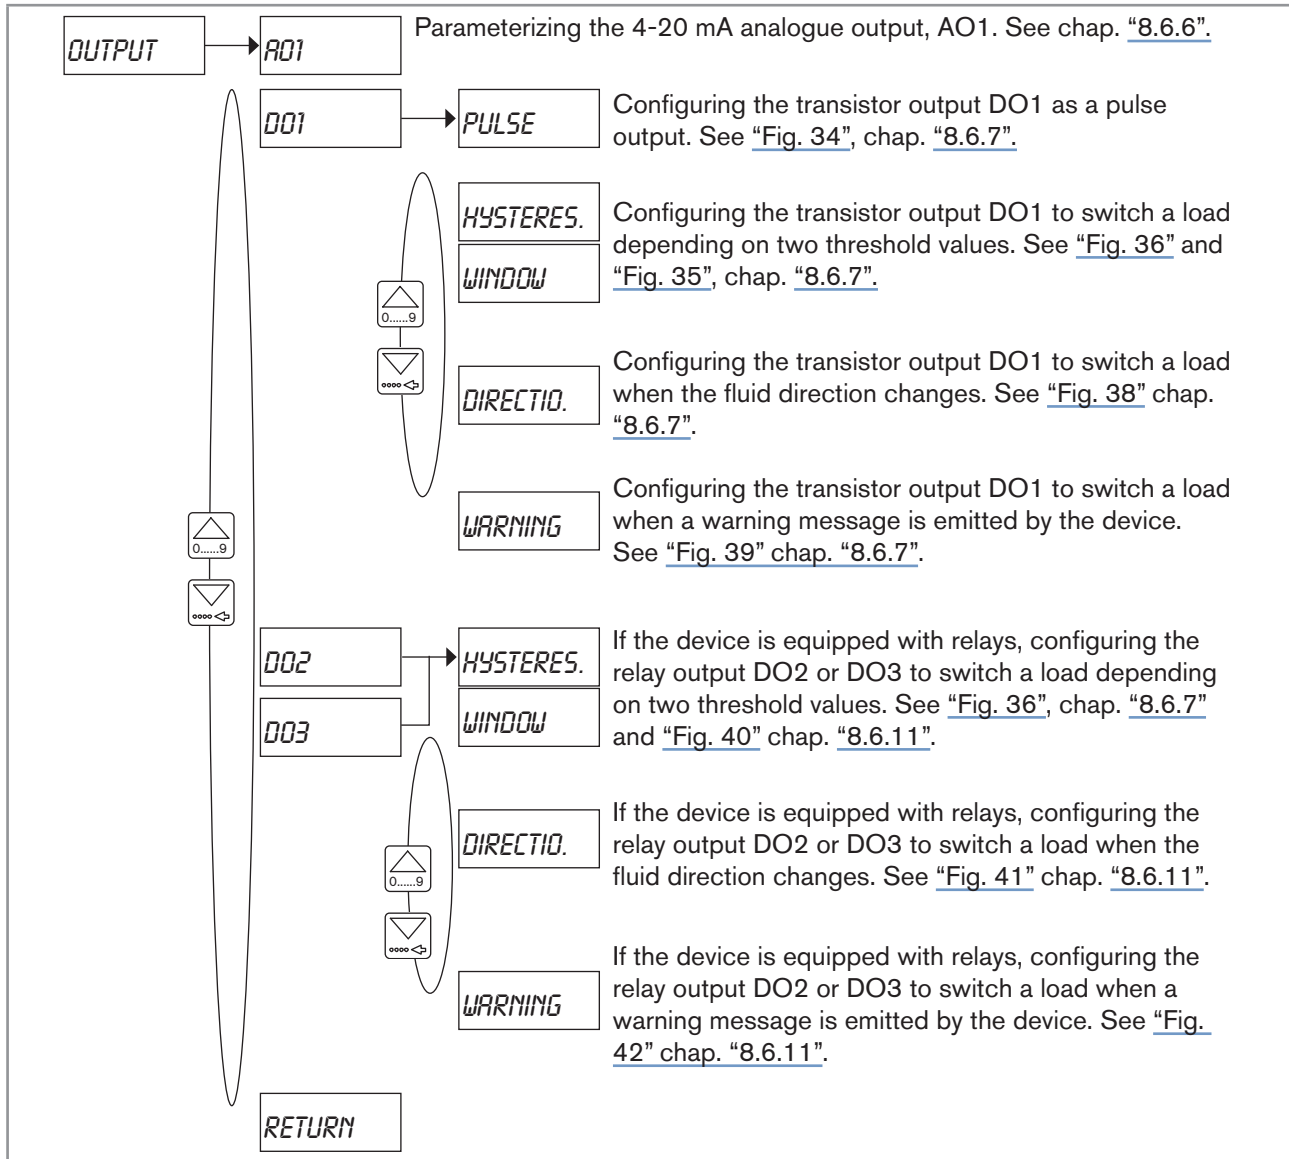 OUTPUT
AO1
Parameterizing the 4-20 mA analogue output, AO1. See chap. “8.6.6”.
DO1
PULSE
Configuring the transistor output DO1 as a pulse
output. See “Fig. 34”, chap. “8.6.7”.
HYSTERES.
WINDOW
Configuring the transistor output DO1 to switch a load
depending on two threshold values. See “Fig. 36” and
“Fig. 35”, chap. “8.6.7”.
0......9
DIRECTIO.
Configuring the transistor output DO1 to switch a load
when the fluid direction changes. See “Fig. 38” chap.
“8.6.7”.
WARNING
Configuring the transistor output DO1 to switch a load
when a warning message is emitted by the device.
See “Fig. 39” chap. “8.6.7”.
0......9
DO2
DO3
HYSTERES.
WINDOW
If the device is equipped with relays, configuring the
relay output DO2 or DO3 to switch a load depending
on two threshold values. See “Fig. 36”, chap. “8.6.7”
and “Fig. 40” chap. “8.6.11”.
DIRECTIO.
If the device is equipped with relays, configuring the
relay output DO2 or DO3 to switch a load when the
fluid direction changes. See “Fig. 41” chap. “8.6.11”.
0......9
WARNING
If the device is equipped with relays, configuring the
relay output DO2 or DO3 to switch a load when a
warning message is emitted by the device. See “Fig.
42” chap. “8.6.11”.
RETURN